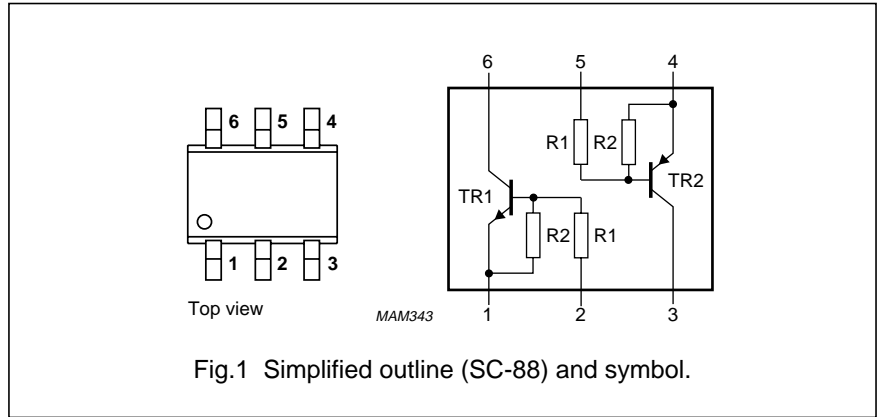 6 5 4
1 2 3
Top view
6 5 4
R1 R2
TR1 TR2
R2 R1
MAM343
1 2 3
Fig.1 Simplified outline (SC-88) and symbol.